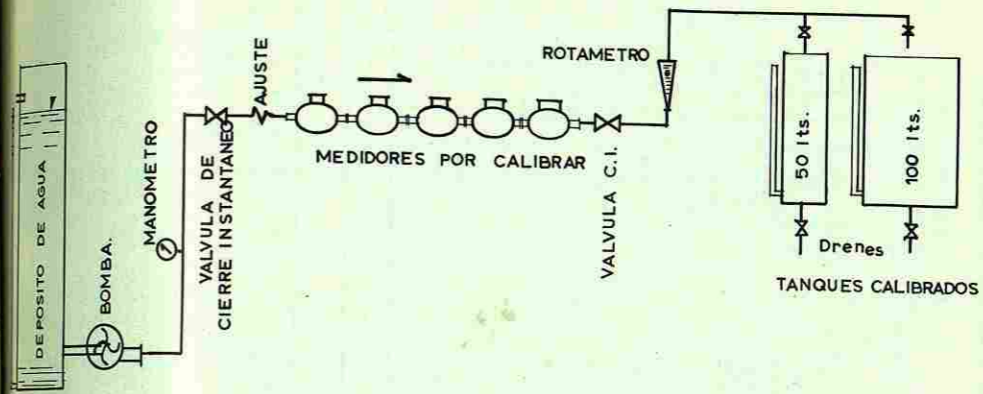 DEPOSITO DE AGUA
BOMBA.
MANOMETRO
VALVULA DE
CIERRE INSTANTANEO
AJUSTE
MEDIDORES POR CALIBRAR
VALVULA C.I.
ROTAMETRO
50 lts.
100 lts.
Drenes
TANQUES CALIBRADOS